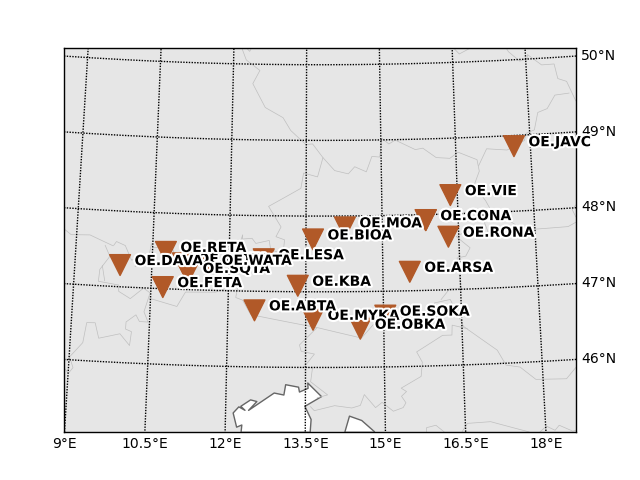 50°N
49°N
OE.JAVC
OE.VIE
48°N
OE.CONA
OE.MOA
OE.RONA
OE.BIOA
OE.RETA
OE.LESA
OE.DAVA
OE.WATA
OE.SQTA
OE.ARSA
47°N
OE.KBA
OE.FETA
OE.ABTA
OE.SOKA
OE.MYKA
OE.OBKA
46°N
9°E 10.5°E 12°E 13.5°E 15°E 16.5°E 18°E